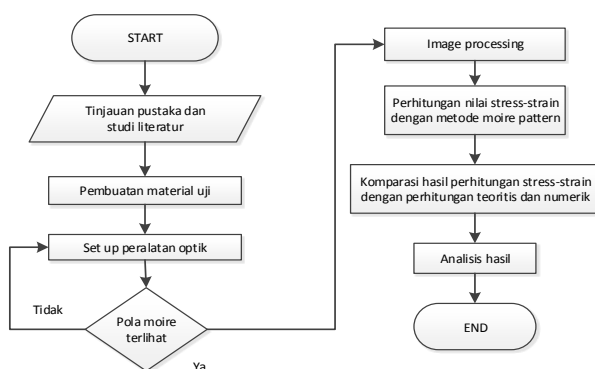 START
Tinjauan pustaka dan
studi literatur
Pembuatan material uji
Set up peralatan optik
Tidak
Pola moire
terlihat
Ya
Image processing
Perhitungan nilai stress-strain
dengan metode moire pattern
Komparasi hasil perhitungan stress-strain
dengan perhitungan teoritis dan numerik
Analisis hasil
END